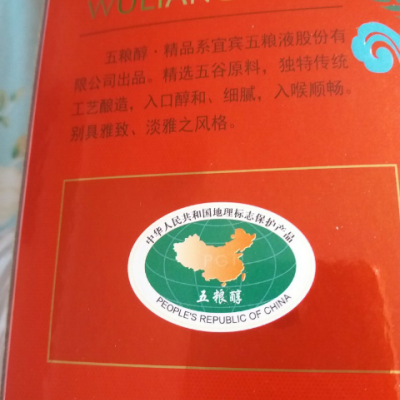 WULIAN
五粮醇·精品系宜宾五粮液股份有
限公司出品。精选五谷原料，独特传统
工艺酿造，入口醇和、细腻，入喉顺畅。
别具雅致、淡雅之风格。
中华人民共和国地理标志保护产品
PGI
五粮醇
PEOPLE'S REPUBLIC OF CHINA